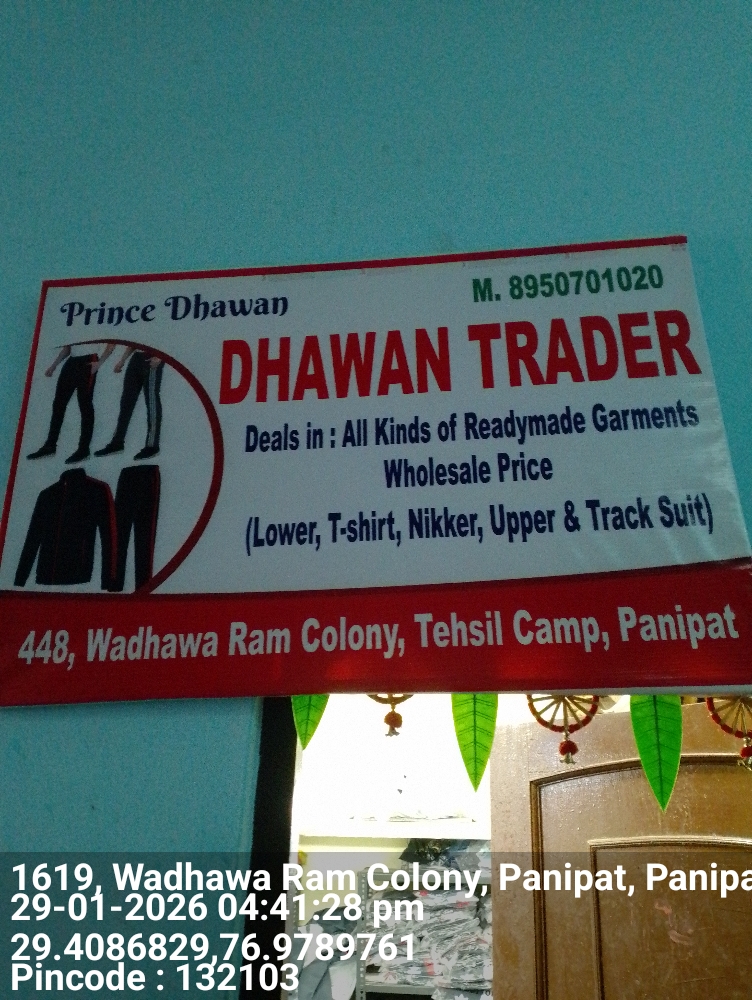 Prince Dhawan
M. 8950701020
DHAWAN TRADER
Deals in : All Kinds of Readymade Garments
Wholesale Price
(Lower, T-shirt, Nikker, Upper & Track Suit)
448, Wadhawa Ram Colony, Tehsil Camp, Panipat
1619, Wadhawa Ram Colony, Panipat, Panipa
29-01-2026 04:41:28 pm
29.4086829,76.9789761
Pincode : 132103